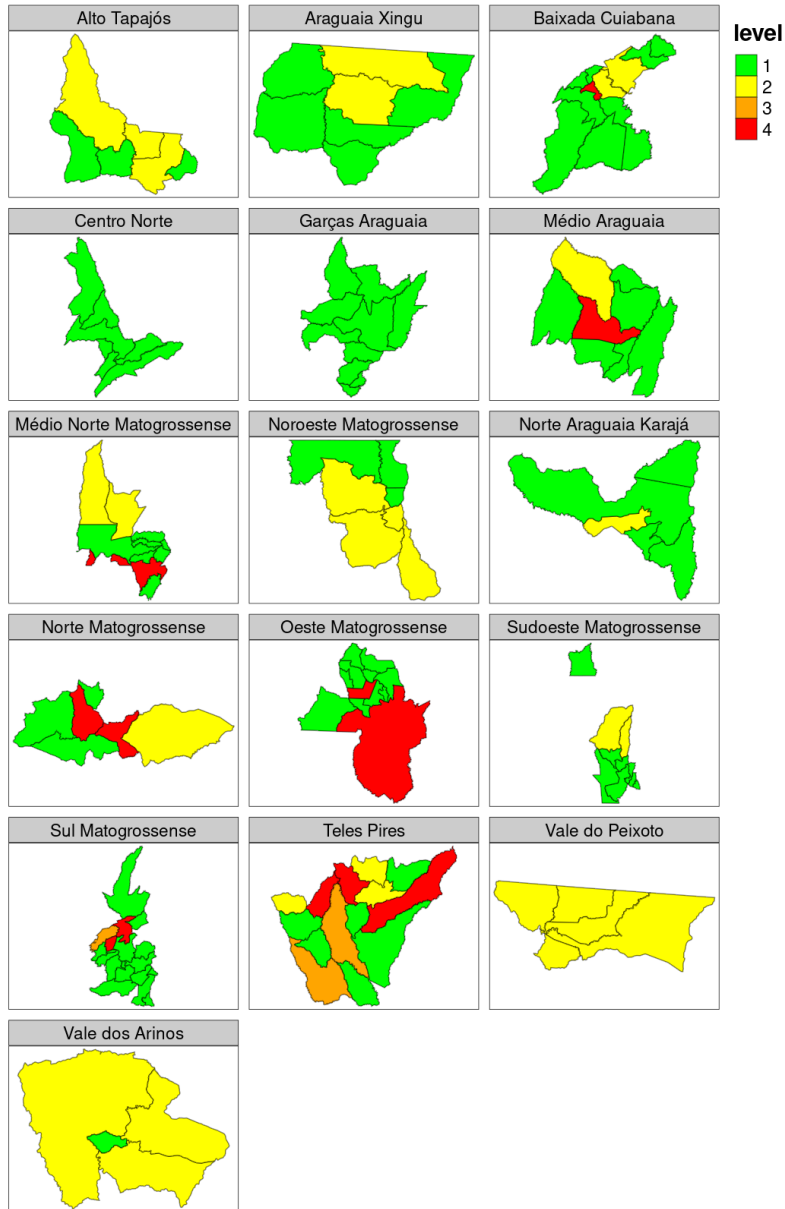 Alto Tapajós
Araguaia Xingu
Baixada Cuiabana
level
1
2
3
4
Centro Norte
Garças Araguaia
Médio Araguaia
Médio Norte Matogrossense
Noroeste Matogrossense
Norte Araguaia Karajá
Norte Matogrossense
Oeste Matogrossense
Sudoeste Matogrossense
Sul Matogrossense
Teles Pires
Vale do Peixoto
Vale dos Arinos